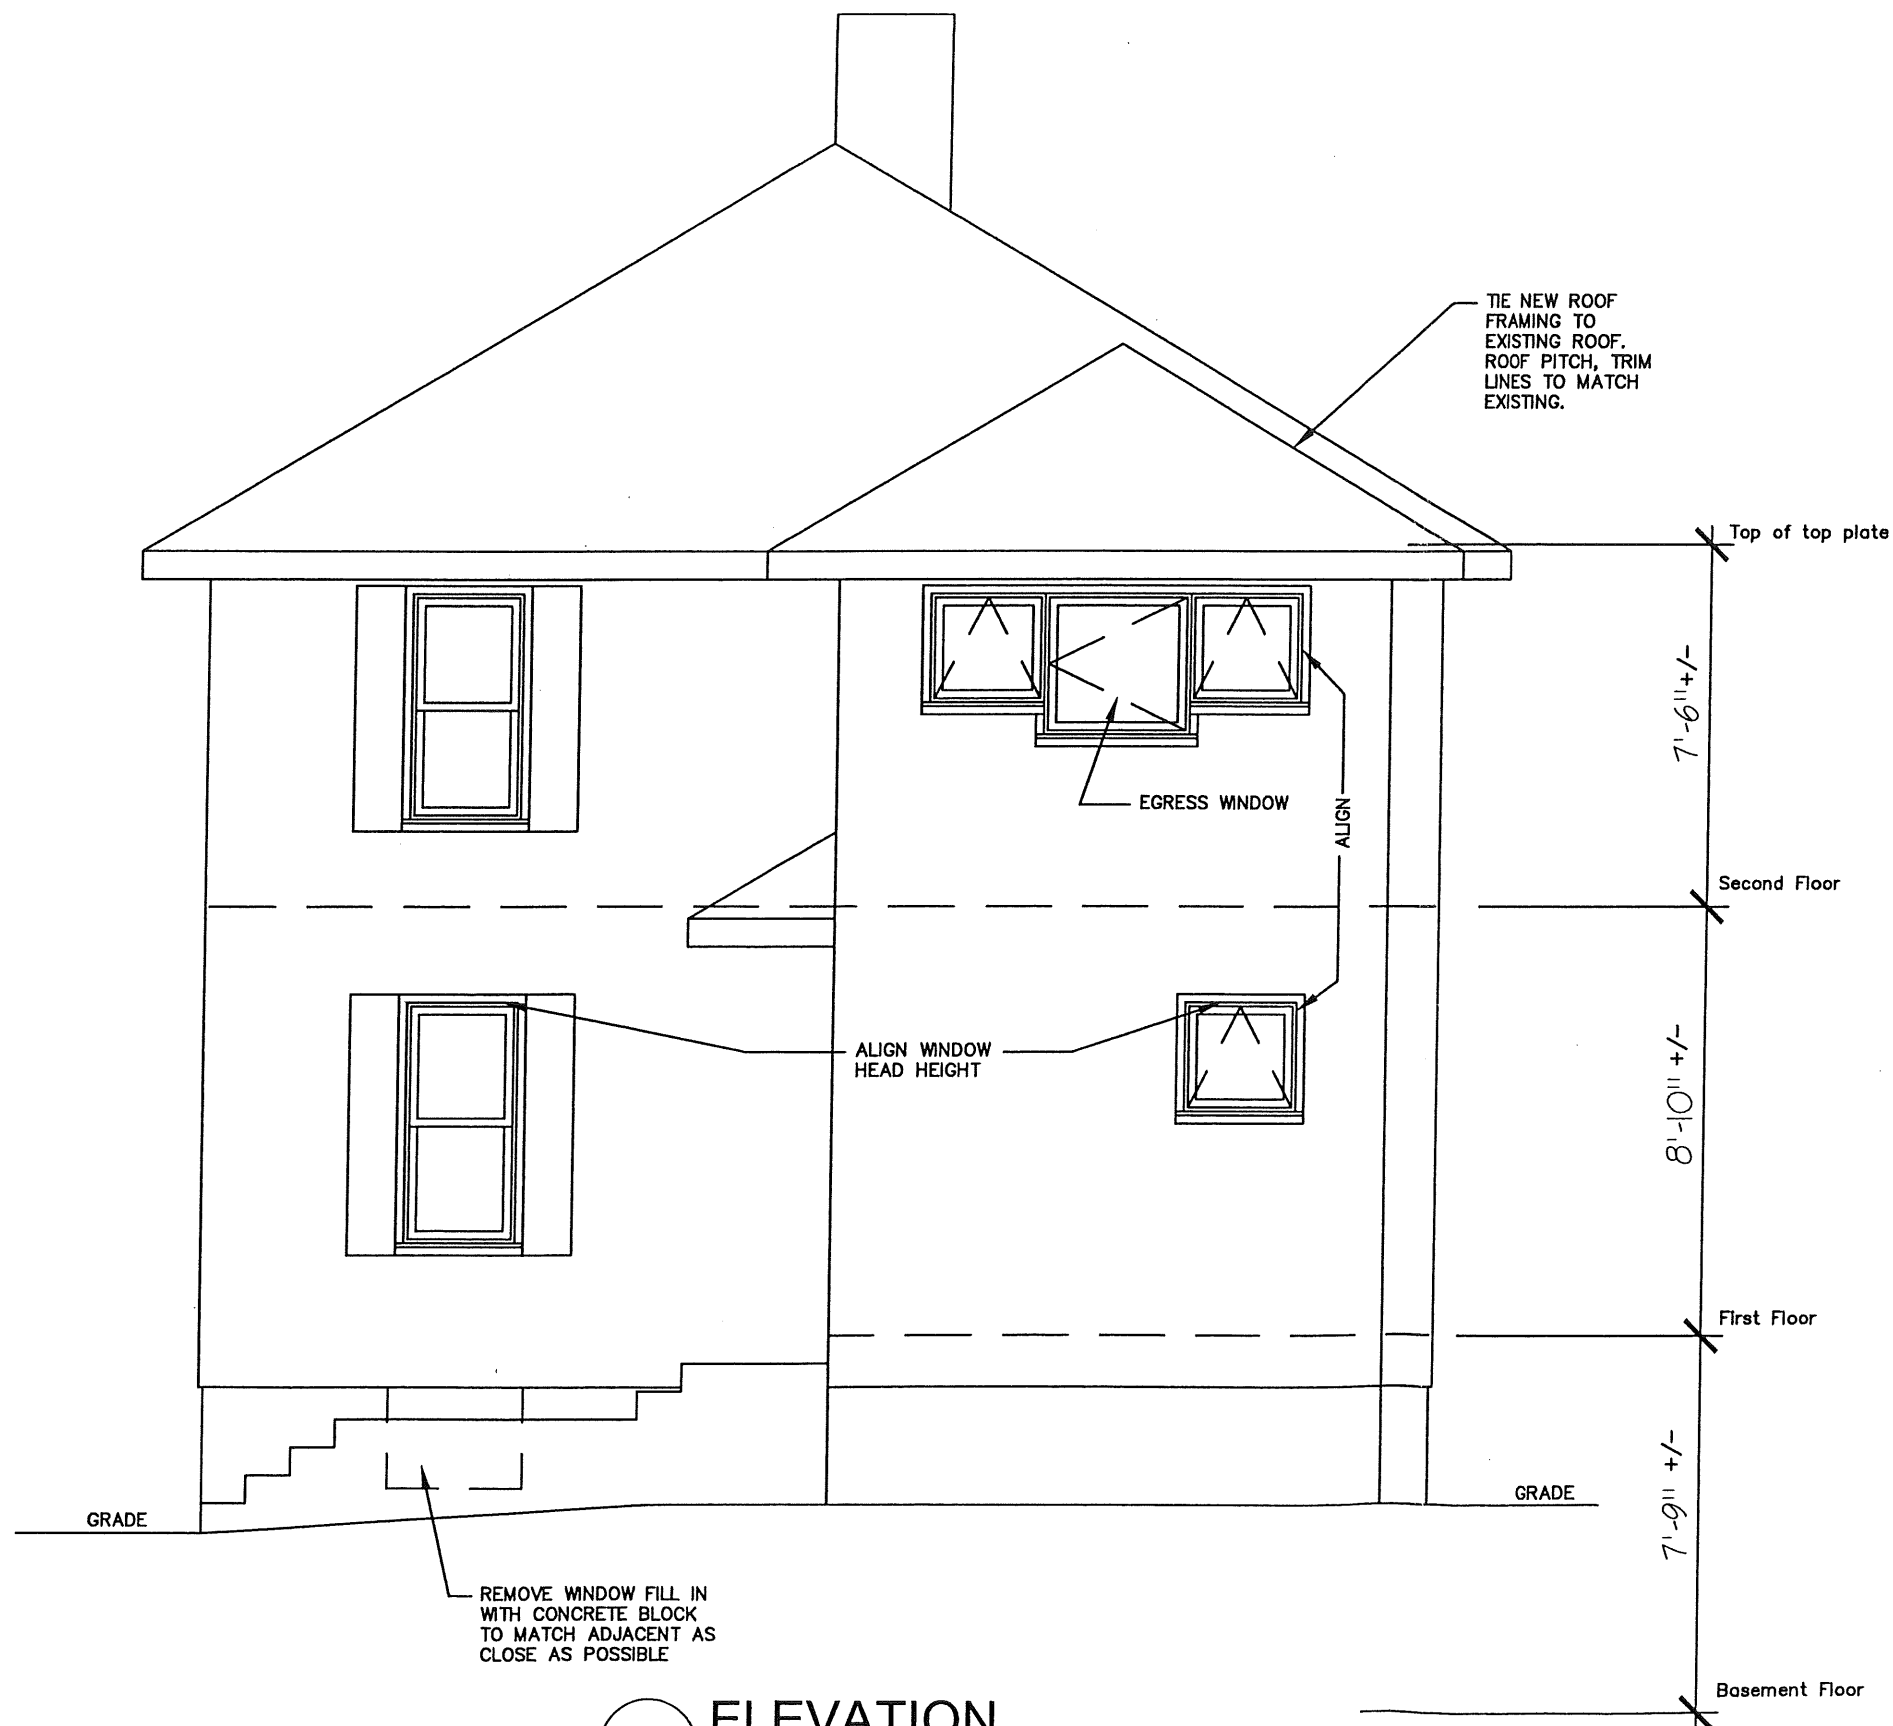 TIE NEW ROOF
FRAMING TO
EXISTING ROOF.
ROOF PITCH, TRIM
LINES TO MATCH
EXISTING.
Top of top plate
7'-6"+/-
EGRESS WINDOW
ALIGN
Second Floor
8'-10" +/-
ALIGN WINDOW
HEAD HEIGHT
First Floor
7'-9" +/-
GRADE
GRADE
REMOVE WINDOW FILL IN
WITH CONCRETE BLOCK
TO MATCH ADJACENT AS
CLOSE AS POSSIBLE
Basement Floor
ELEVATION